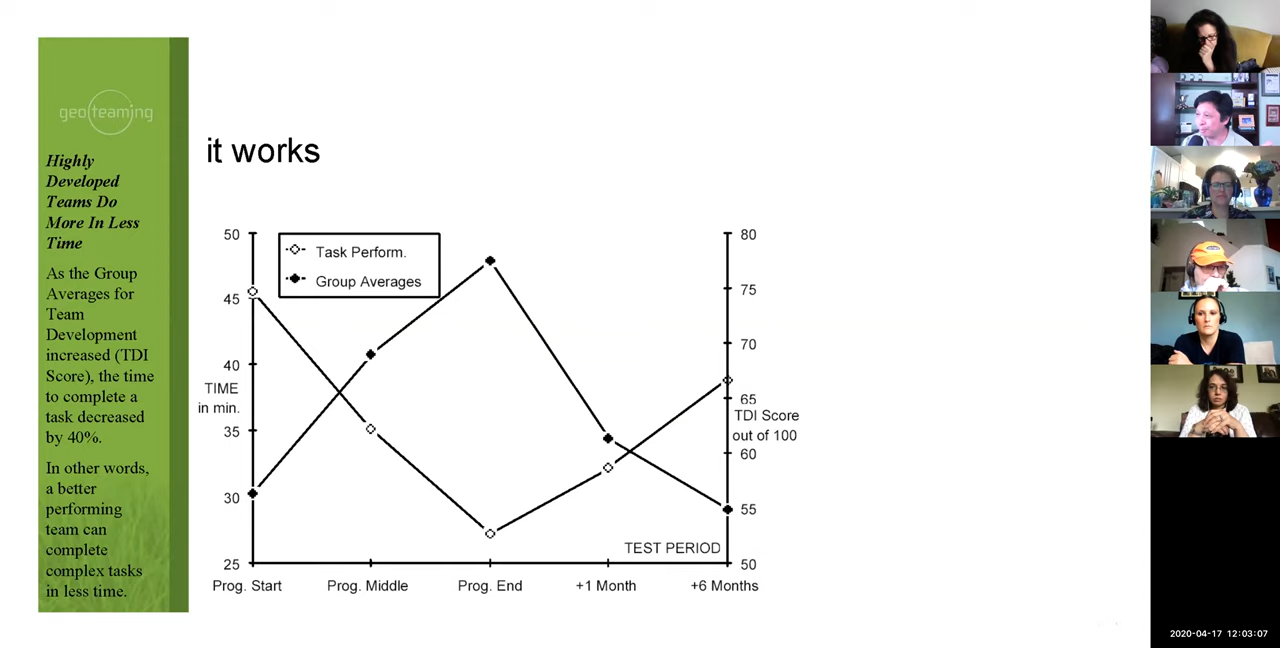 geoteaming
Highly
Developed
Teams Do
More In Less
Time
As the Group
Averages for
Team
Development
increased (TDI
Score), the time
to complete a
task decreased
by 40%.
In other words,
a better
performing
team can
complete
complex tasks
in less time.
it works
Task Perform.
Group Averages
50
45
40
TIME
in min.
35
30
25
80
75
70
65
TDI Score
out of 100
60
55
50
TEST PERIOD
Prog. Start Prog. Middle Prog. End +1 Month +6 Months
2020-04-17 12:03:07